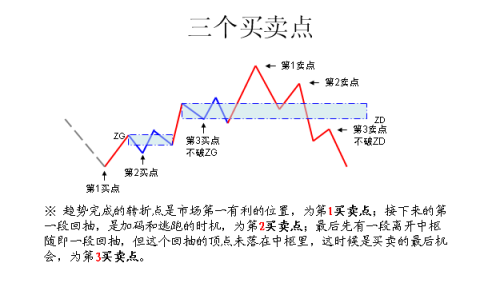 三个买卖点
第1卖点
第2卖点
ZD
ZG
第3买点
不破ZG
第3卖点
不破ZD
第2买点
第1买点
※ 趋势完成的转折点是市场第一有利的位置，为第1买卖点；接下来的第
一段回抽，是加码和逃跑的时机，为第2买卖点；最后先有一段离开中枢
随即一段回抽，但这个回抽的顶点未落在中枢里，这时候是买卖的最后机
会，为第3买卖点。